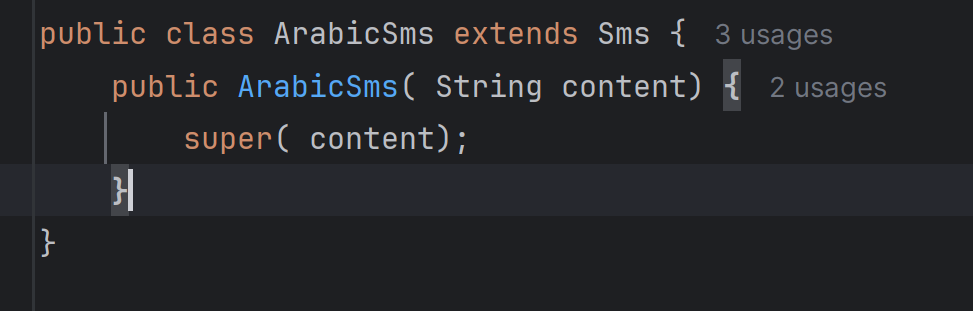 public class ArabicSms extends Sms { 3 usages
public ArabicSms( String content) { 2 usages
super( content);
}
}